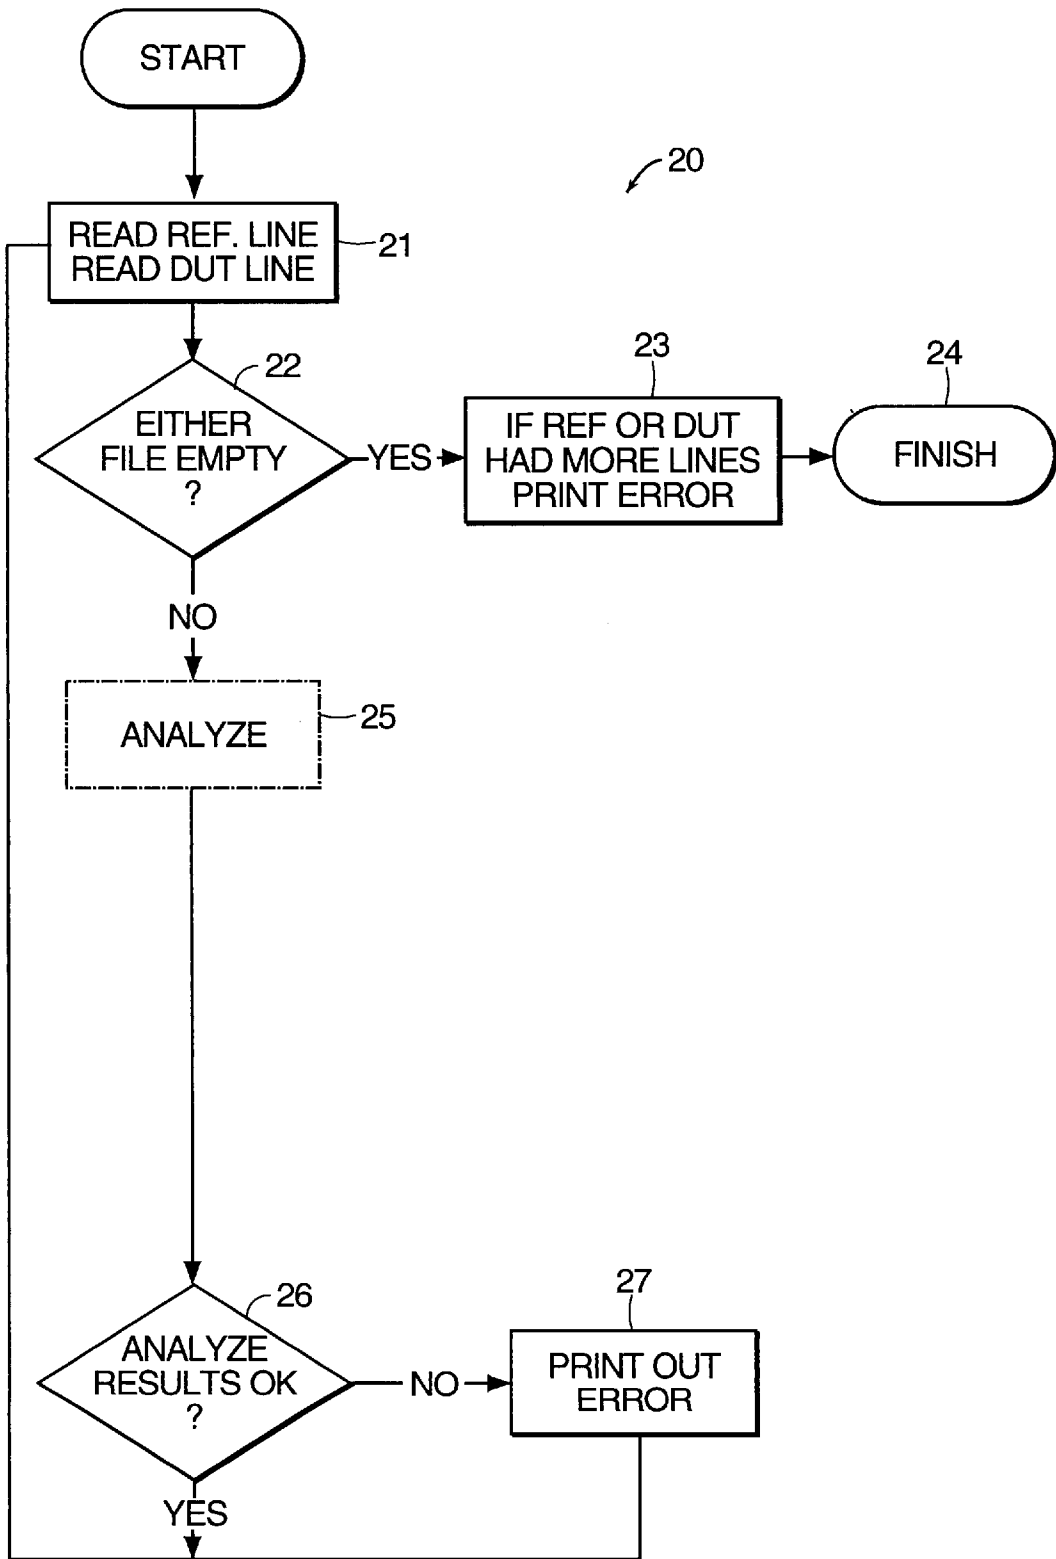 START
20
READ REF. LINE
READ DUT LINE
21
22
EITHER
FILE EMPTY
?
YES
23
IF REF OR DUT
HAD MORE LINES
PRINT ERROR
24
FINISH
NO
ANALYZE
25
26
ANALYZE
RESULTS OK
?
NO
27
PRINT OUT
ERROR
YES